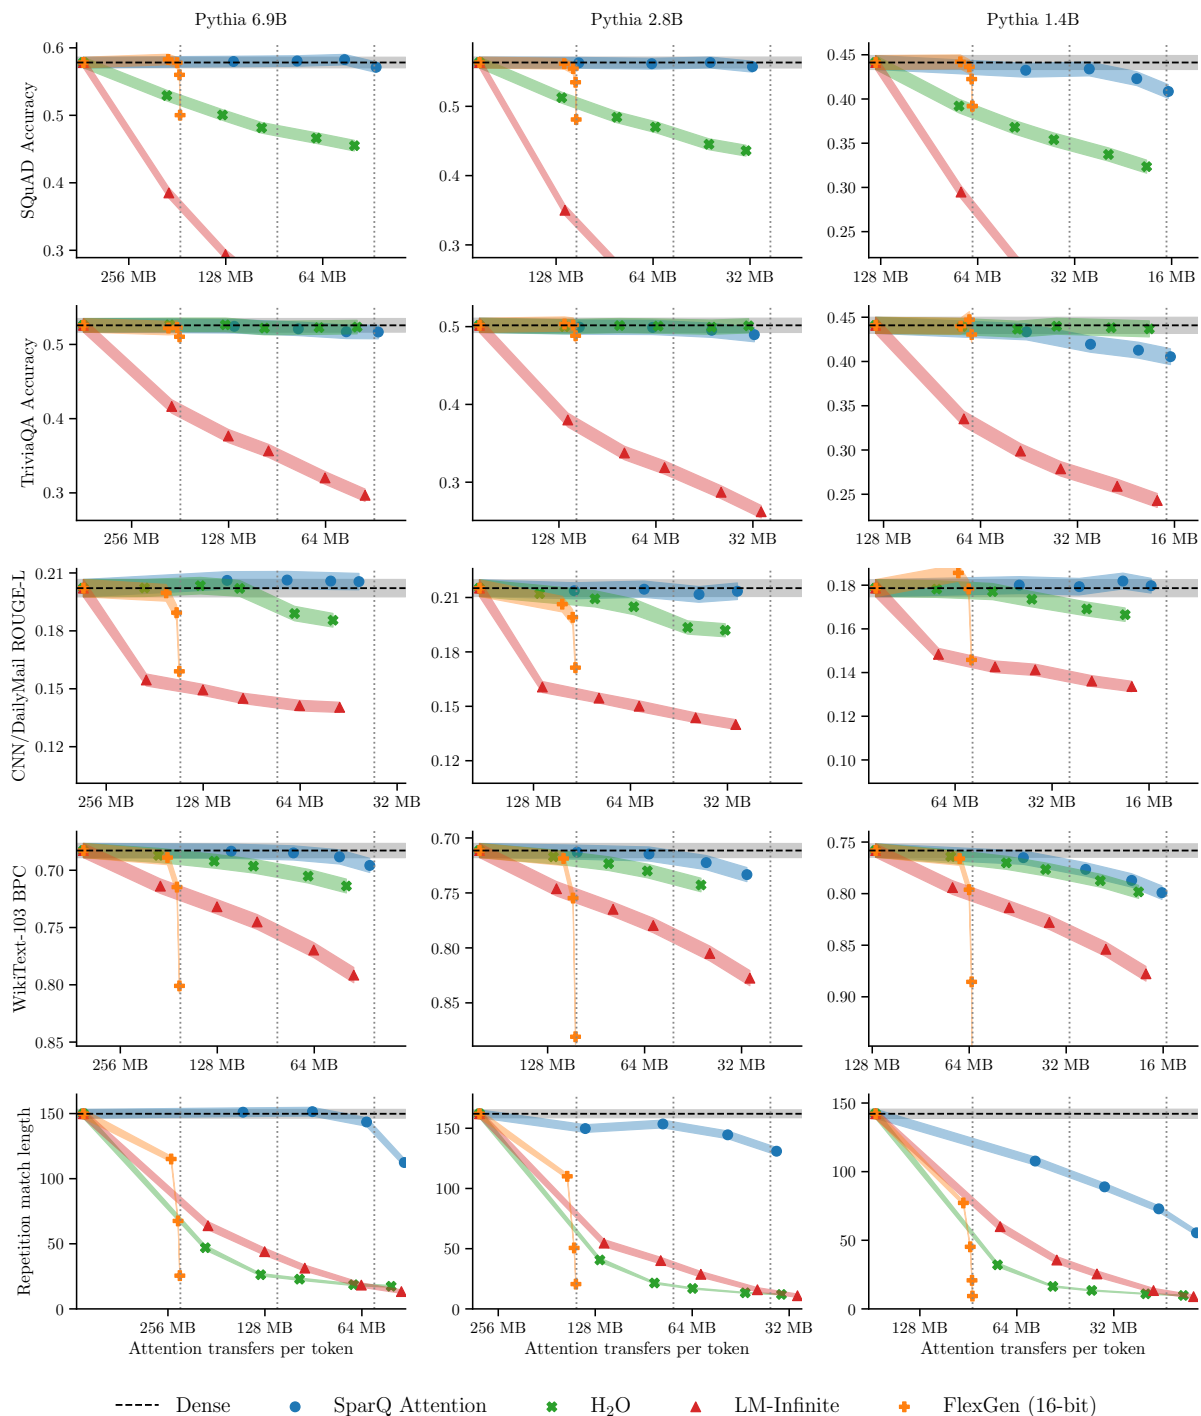 Pythia 6.9B
Pythia 2.8B
Pythia 1.4B
SQuAD Accuracy
0.6
0.5
0.4
0.3
256 MB
128 MB
64 MB
0.5
0.4
0.3
128 MB
64 MB
32 MB
0.45
0.40
0.35
0.30
0.25
128 MB
64 MB
32 MB
16 MB
TriviaQA Accuracy
0.5
0.4
0.3
256 MB
128 MB
64 MB
0.5
0.4
0.3
128 MB
64 MB
32 MB
0.45
0.40
0.35
0.30
0.25
128 MB
64 MB
32 MB
16 MB
CNN/DailyMail ROUGE-L
0.21
0.18
0.15
0.12
256 MB
128 MB
64 MB
32 MB
0.21
0.18
0.15
0.12
128 MB
64 MB
32 MB
0.18
0.16
0.14
0.12
0.10
64 MB
32 MB
16 MB
WikiText-103 BPC
0.70
0.75
0.80
0.85
256 MB
128 MB
64 MB
0.70
0.75
0.80
0.85
128 MB
64 MB
32 MB
0.75
0.80
0.85
0.90
128 MB
64 MB
32 MB
16 MB
Repetition match length
150
100
50
0
256 MB
128 MB
64 MB
Attention transfers per token
150
100
50
0
256 MB
128 MB
64 MB
32 MB
Attention transfers per token
150
100
50
0
128 MB
64 MB
32 MB
Attention transfers per token
Dense
SparQ Attention
H₂O
LM-Infinite
FlexGen (16-bit)